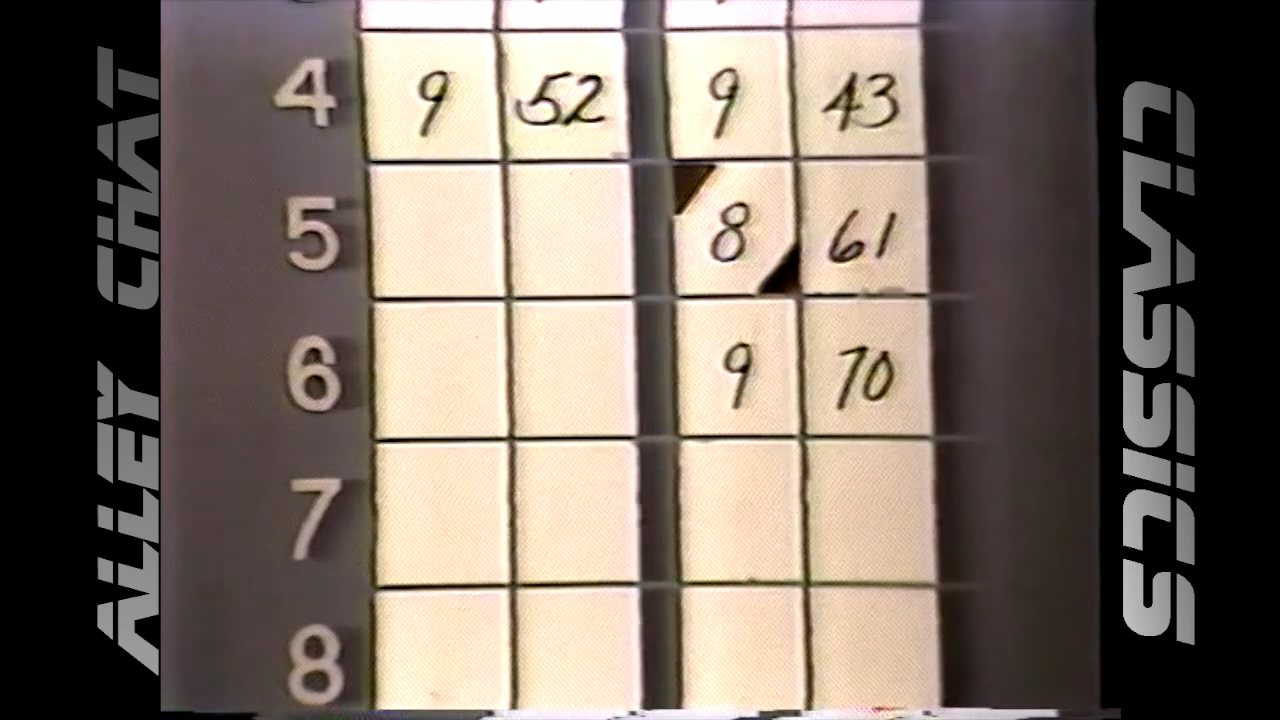 ALLEY CHAT
4 9 52 9 43
5 8 61
6 9 70
7
8
CLASSICS